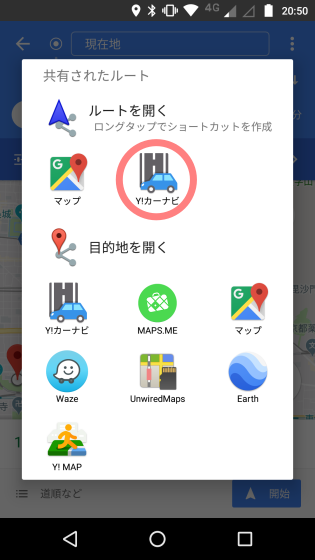 4G 20:50
現在地
共有されたルート
ルートを開く
ロングタップでショートカットを作成
マップ Y!カーナビ
目的地を開く
Y!カーナビ MAPS.ME マップ
Waze UnwiredMaps Earth
Y! MAP
道順など 開始